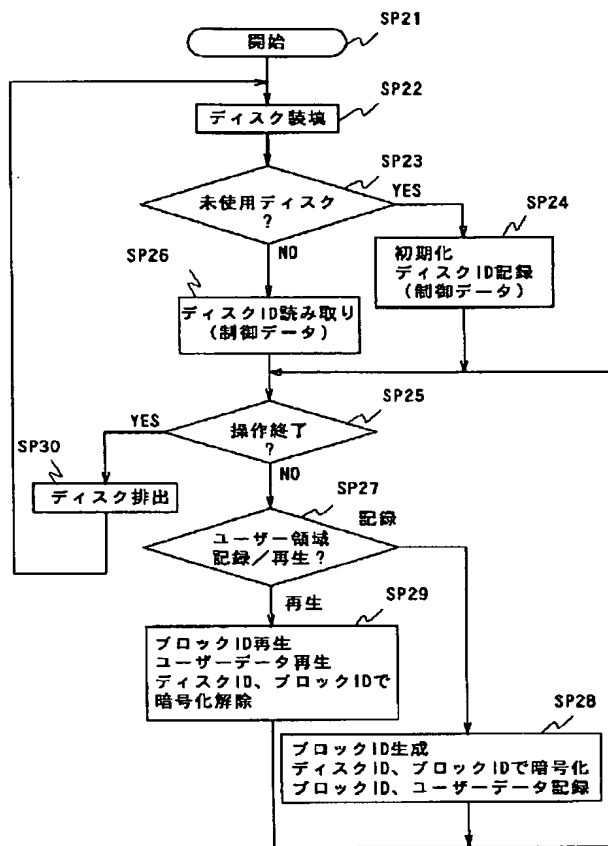 SP21
開始
SP22
ディスク装填
SP23
未使用ディスク
?
YES
NO
SP24
初期化
ディスクID記録
(制御データ)
SP26
ディスクID読み取り
(制御データ)
SP25
操作終了
?
YES
NO
SP30
ディスク排出
SP27
ユーザー領域
記録/再生?
記録
再生
SP29
ブロックID再生
ユーザーデータ再生
ディスクID、ブロックIDで
暗号化解除
SP28
ブロックID生成
ディスクID、ブロックIDで暗号化
ブロックID、ユーザーデータ記録